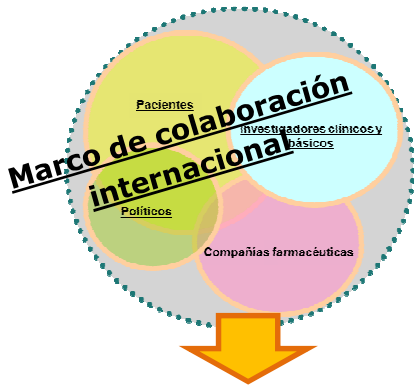 Pacientes
Marco de colaboración
internacional
Investigadores clínicos y
básicos
Políticos
Compañías farmacéuticas